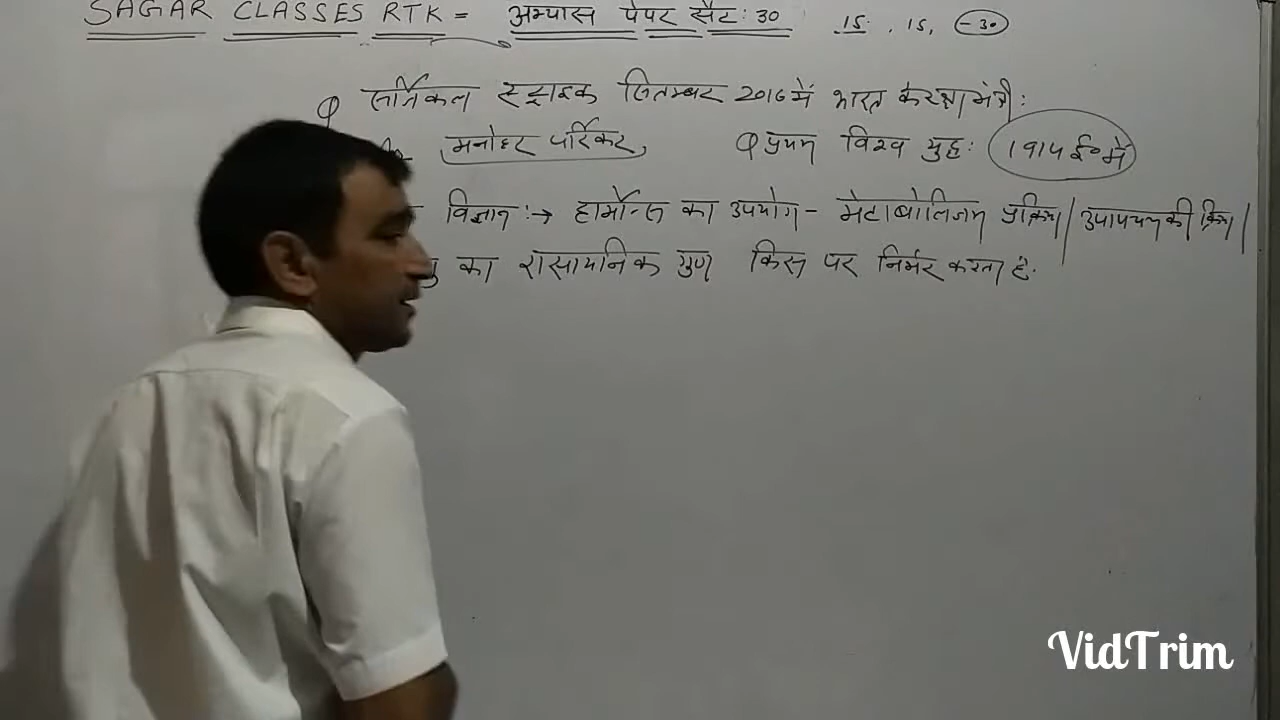 SAGAR CLASSES RTK = अभ्यास पेपर सैट: 30 15. 15, -30
Q सर्जिकल स्ट्राइक सितम्बर 2016 में भारत के रक्षा मंत्री:
मनोहर पर्रिकर, Q प्रथम विश्व युद्ध: 1914 ई० में
विज्ञान :→ हार्मोन्स का उपयोग - मेटाबोलिजम प्रक्रिया / उपापचय की क्रिया /
का रासायनिक गुण किस पर निर्भर करता है.
VidTrim